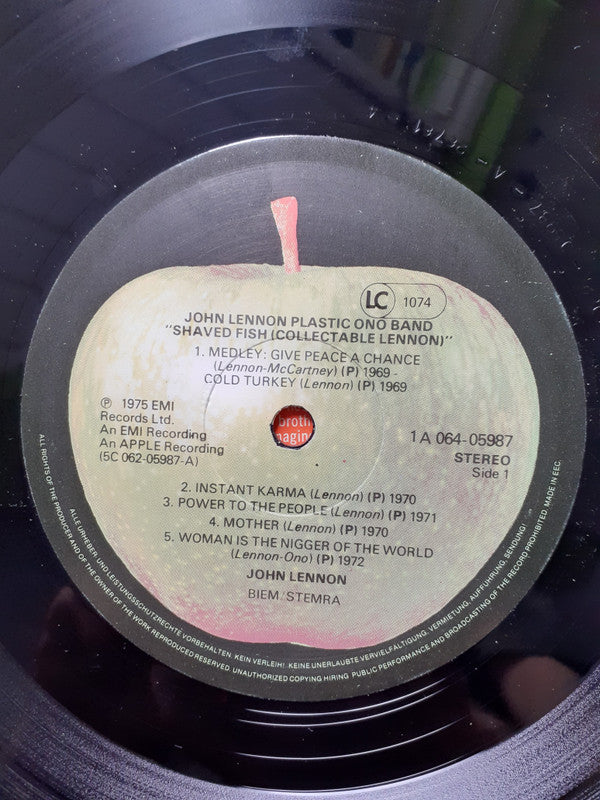 LC 1074
JOHN LENNON PLASTIC ONO BAND
"SHAVED FISH (COLLECTABLE LENNON)"
1. MEDLEY: GIVE PEACE A CHANCE
(Lennon-McCartney) (P) 1969 -
COLD TURKEY (Lennon) (P) 1969
℗ 1975 EMI
Records Ltd.
An EMI Recording
An APPLE Recording
(5C 062-05987-A)
1A 064-05987
STEREO
Side 1
2. INSTANT KARMA (Lennon) (P) 1970
3. POWER TO THE PEOPLE (Lennon) (P) 1971
4. MOTHER (Lennon) (P) 1970
5. WOMAN IS THE NIGGER OF THE WORLD
(Lennon-Ono) (P) 1972
JOHN LENNON
BIEM/STEMRA
ALLE URHEBER UND LEISTUNGSSCHUTZRECHTE VORBEHALTEN. KEIN VERLEIH! KEINE UNERLAUBTE VERVIELFALTIGUNG, VERMIETUNG, AUFFUHRUNG, SENDUNG!
ALL RIGHTS OF THE PRODUCER AND OF THE OWNER OF THE WORK REPRODUCED RESERVED. UNAUTHORIZED COPYING HIRING PUBLIC PERFORMANCE AND BROADCASTING OF THE RECORD PROHIBITED. MADE IN EEC.